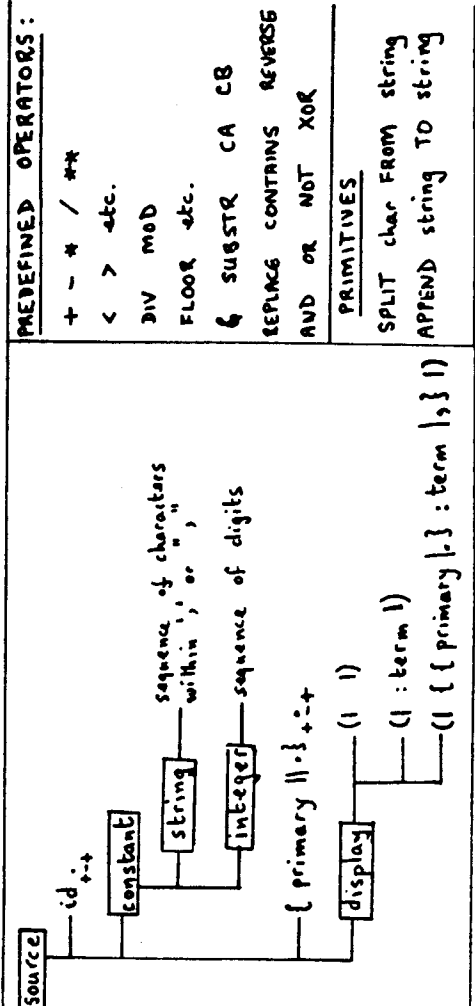 source
id +-+
constant
string
sequence of characters
within ',' or ","
integer
sequence of digits
{ primary || . } +-+
display
(| |)
(| : term |)
(| { { primary | . } : term | , } |)
PREDEFINED OPERATORS:
+ - * / **
< > etc.
DIV MOD
FLOOR etc.
& SUBSTR CA CB
REPLACE CONTAINS REVERSE
AND OR NOT XOR
PRIMITIVES
SPLIT char FROM string
APPEND string TO string